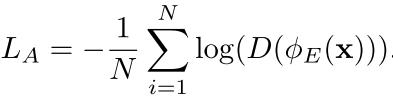 $L_A = -\frac{1}{N} \sum_{i=1}^{N} \log(D(\phi_E(\mathbf{x}))).$